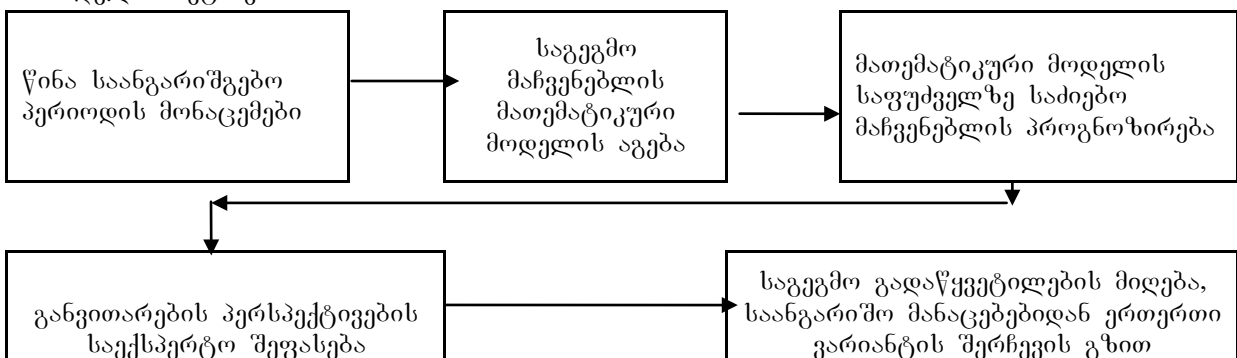 წინა საანგარიშგებო
პერიოდის მონაცემები
საგეგმო
მაჩვენებლის
მათემატიკური
მოდელის აგება
მათემატიკური მოდელის
საფუძველზე საძიებო
მაჩვენებლის პროგნოზირება
განვითარების პერსპექტივების
საექსპერტო შეფასება
საგეგმო გადაწყვეტილების მიღება,
საანგარიშო მანაცებებიდან ერთერთი
ვარიანტის შერჩევის გზით